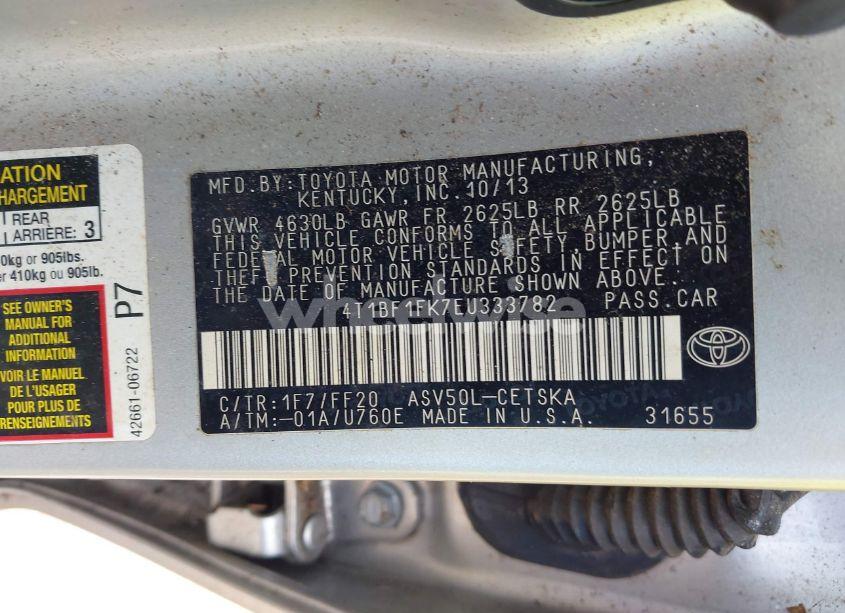 ATION
CHARGEMENT
REAR
ARRIÈRE: 3
0kg or 905lbs.
er 410kg ou 905lb.
SEE OWNER'S
MANUAL FOR
ADDITIONAL
INFORMATION
VOIR LE MANUEL
DE L'USAGER
POUR PLUS DE
RENSEIGNEMENTS
P7
42661-06722
MFD.BY:TOYOTA MOTOR MANUFACTURING,
KENTUCKY,INC.10/13
GVWR 4630LB GAWR FR 2625LB RR 2625LB
THIS VEHICLE CONFORMS TO ALL APPLICABLE
FEDERAL MOTOR VEHICLE SAFETY,BUMPER,AND
THEFT PREVENTION STANDARDS IN EFFECT ON
THE DATE OF MANUFACTURE SHOWN ABOVE.
4T1BF1FK7EU333782 PASS.CAR
C/TR:1F7/FF20 ASV50L-CETSKA
A/TM:-01A/U760E MADE IN U.S.A. 31655